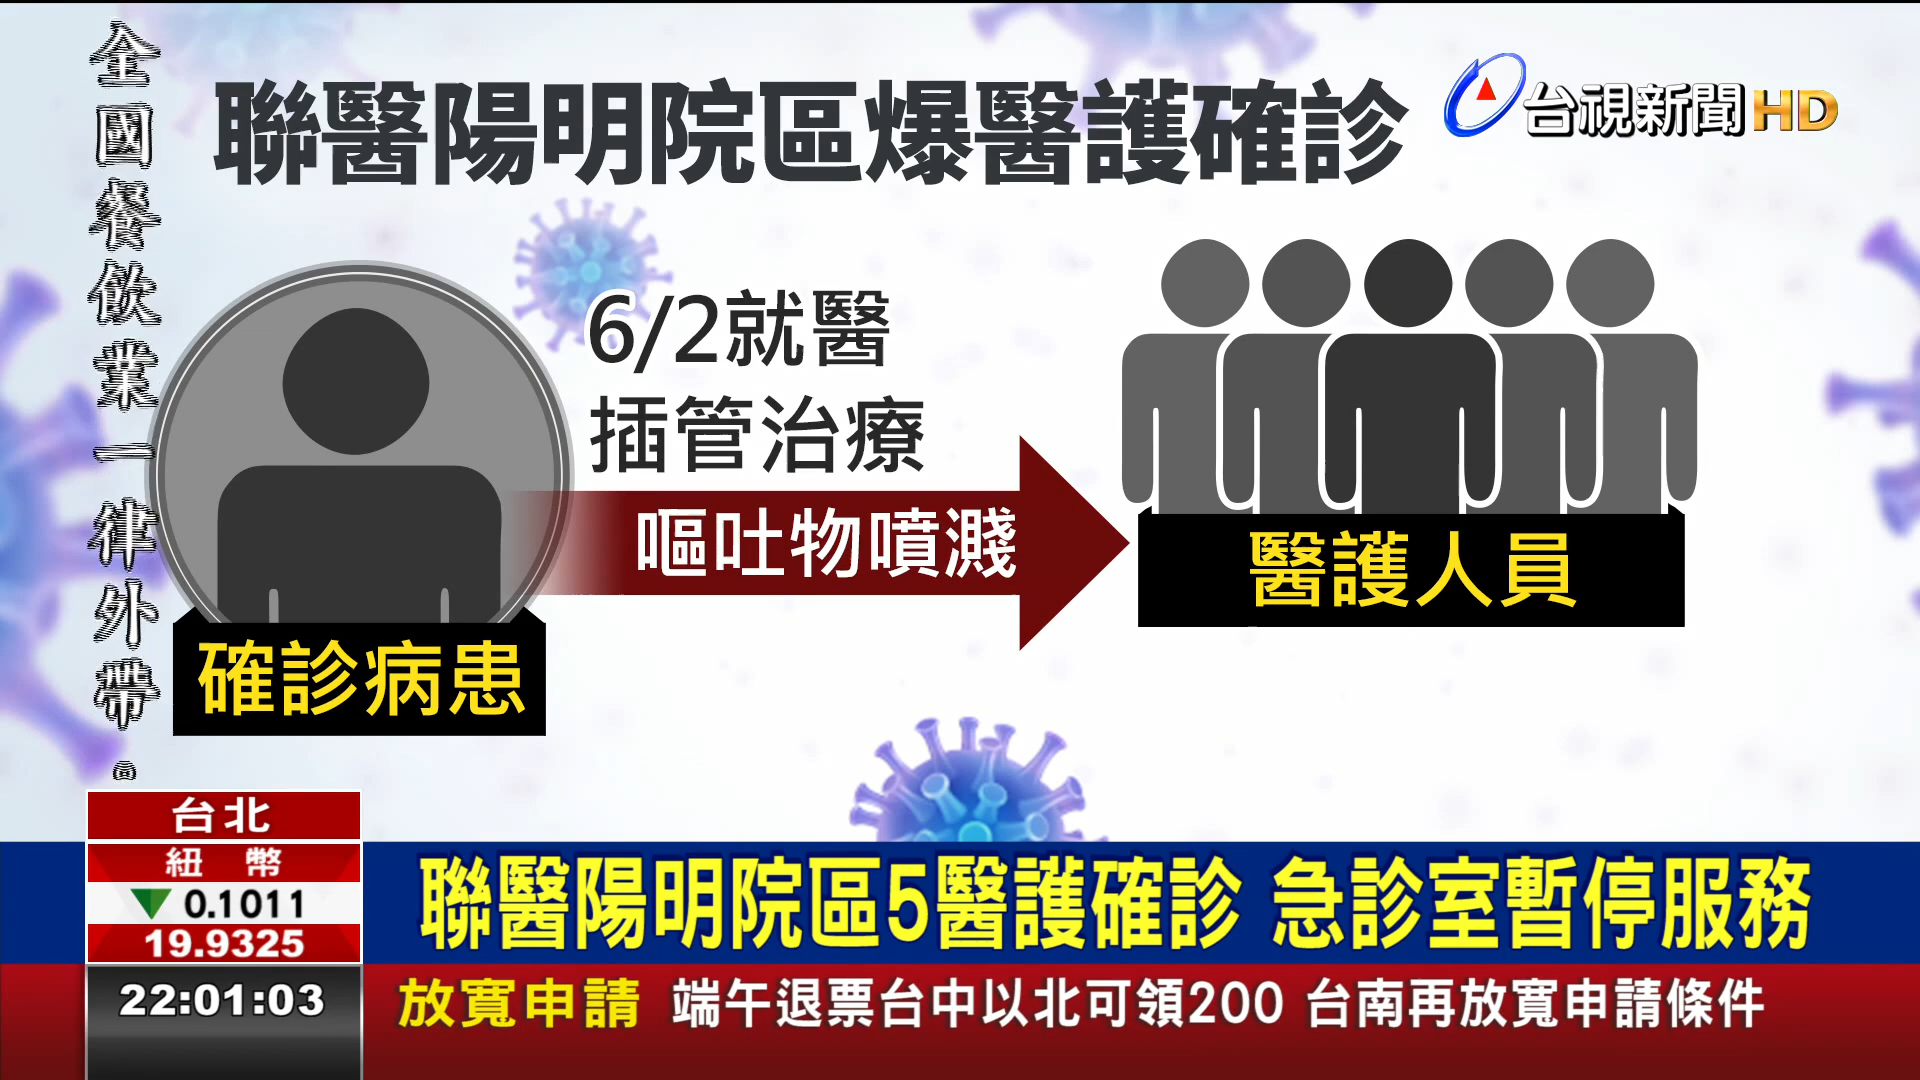 全國餐飲業一律外帶。
聯醫陽明院區爆醫護確診
台視新聞HD
6/2就醫
插管治療
嘔吐物噴濺
醫護人員
確診病患
台北
紐 幣
0.1011
19.9325
22:01:03
聯醫陽明院區5醫護確診 急診室暫停服務
放寬申請 端午退票台中以北可領200 台南再放寬申請條件